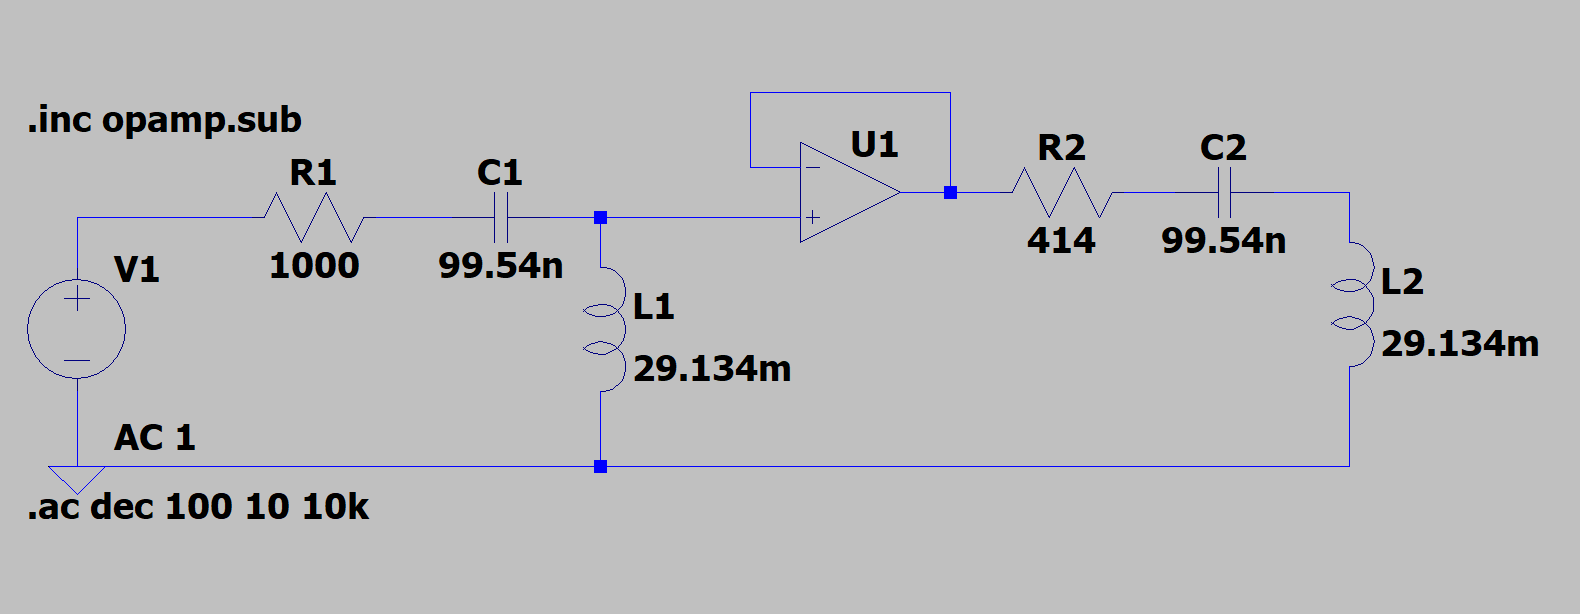 .inc opamp.sub
R1
1000
C1
99.54n
U1
R2
414
C2
99.54n
V1
L1
29.134m
L2
29.134m
AC 1
.ac dec 100 10 10k